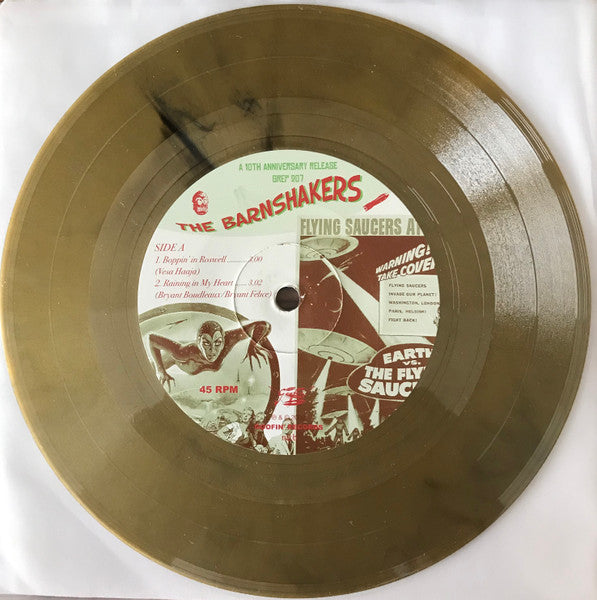 A 10TH ANNIVERSARY RELEASE
GREP 207
THE BARNSHAKERS
SIDE A
1. Boppin' in Roswell ........... 2.00
(Vesa Haaja)
2. Raining in My Heart ..... 3.02
(Bryant Boudleaux/Bryant Felice)
45 RPM
FLYING SAUCERS AT
WARNING!
TAKE COVER
FLYING SAUCERS
INVADE OUR PLANET!
WASHINGTON, LONDON
PARIS, HELSINKI
FIGHT BACK!
EARTH
VS.
THE FLY
SAUC
GOOFIN' RECORDS